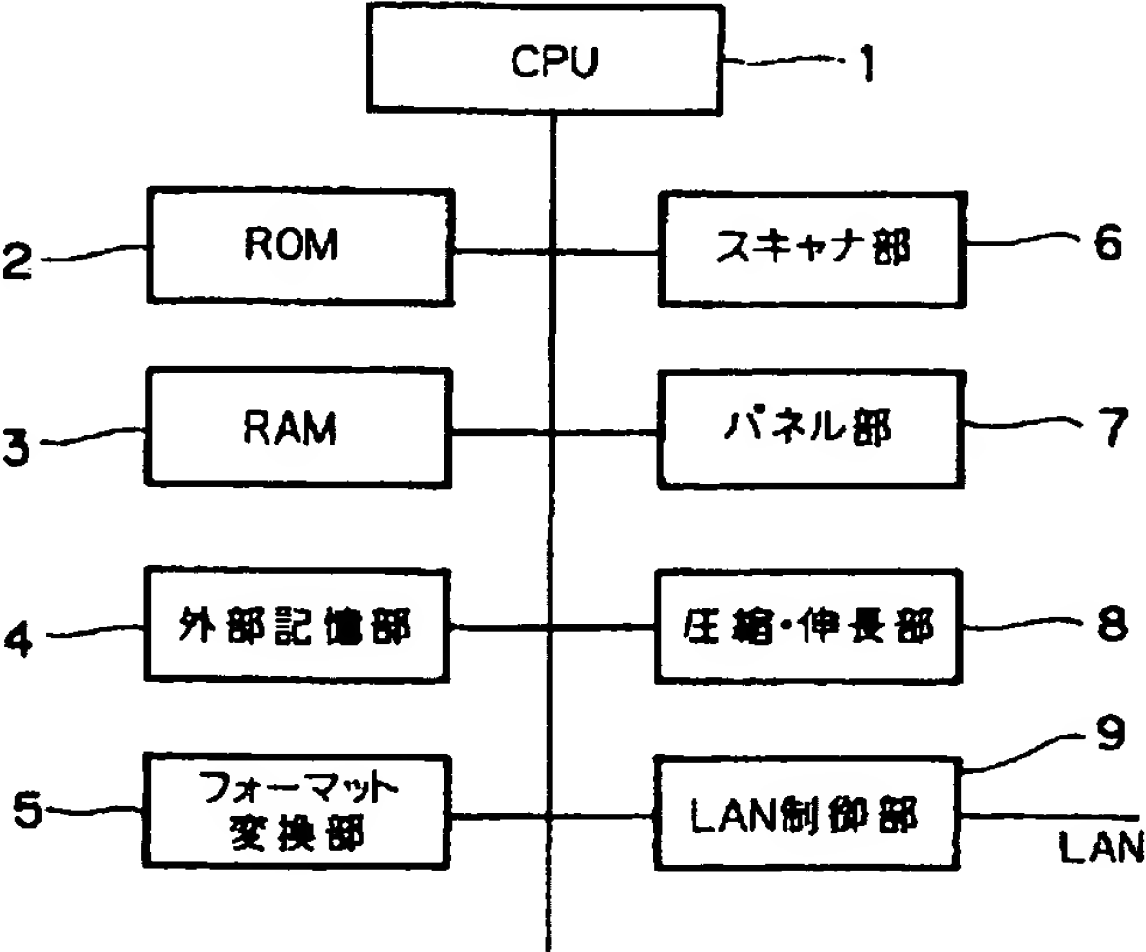 CPU
1
2
ROM
スキャナ部
6
3
RAM
パネル部
7
4
外部記憶部
圧縮・伸長部
8
5
フォーマット
変換部
9
LAN制御部
LAN